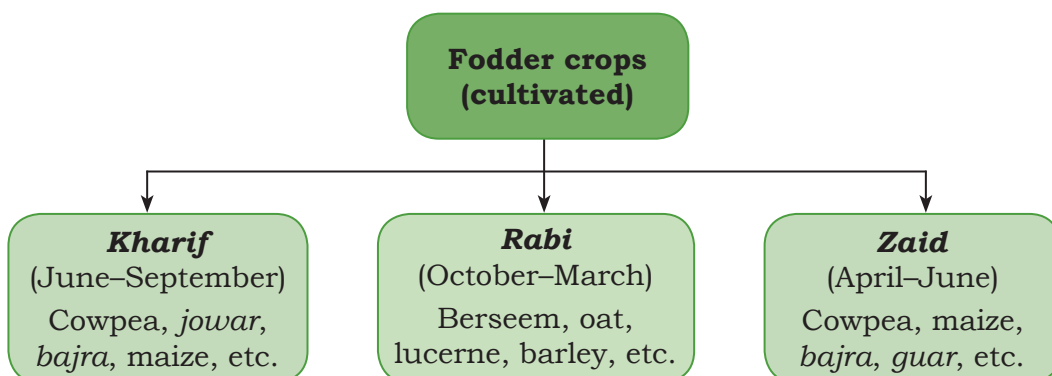 Fodder crops
(cultivated)
Kharif
(June–September)
Cowpea, jowar,
bajra, maize, etc.
Rabi
(October–March)
Berseem, oat,
lucerne, barley, etc.
Zaid
(April–June)
Cowpea, maize,
bajra, guar, etc.